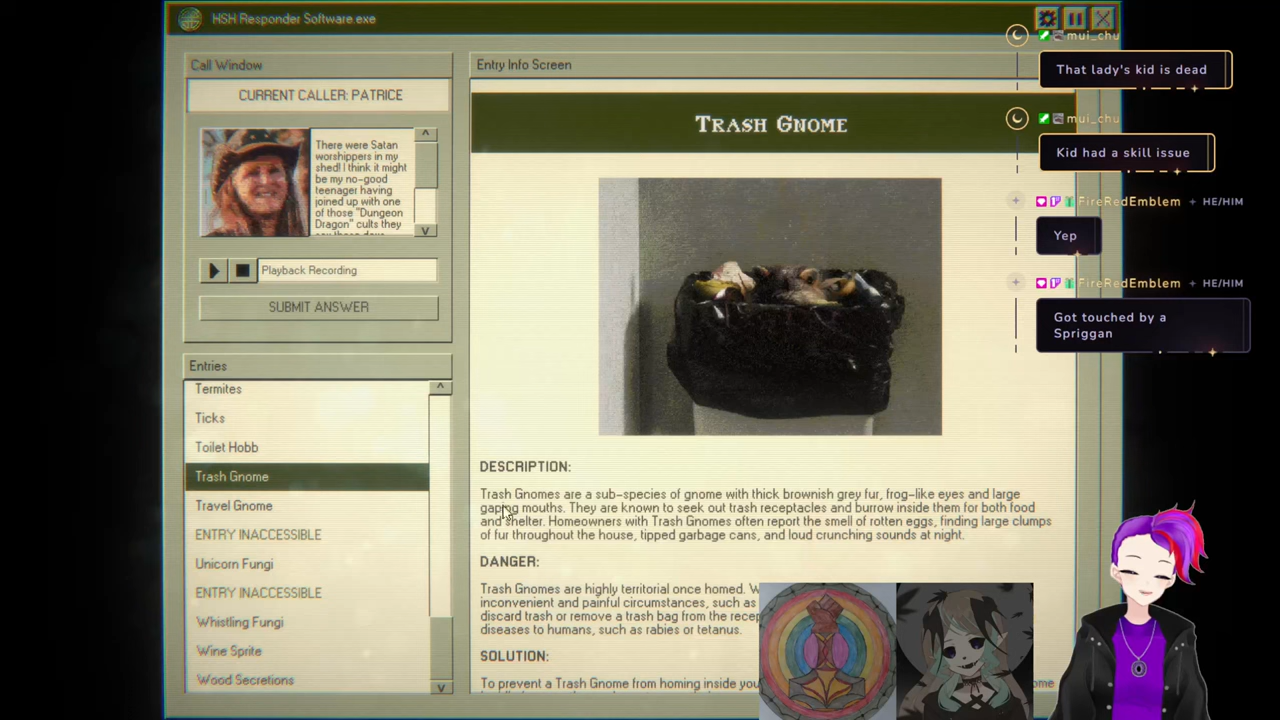 HSH Responder Software.exe
Call Window
CURRENT CALLER: PATRICE
There were Satan
worshippers in my
shed! I think it might
be my no-good
teenager having
joined up with one
of those "Dungeon
Dragon" cults they
Playback Recording
SUBMIT ANSWER
Entries
Termites
Ticks
Toilet Hobb
Trash Gnome
Travel Gnome
ENTRY INACCESSIBLE
Unicorn Fungi
ENTRY INACCESSIBLE
Whistling Fungi
Wine Sprite
Wood Secretions
Entry Info Screen
Trash Gnome
DESCRIPTION:
Trash Gnomes are a sub-species of gnome with thick brownish grey fur, frog-like eyes and large
gaping mouths. They are known to seek out trash receptacles and burrow inside them for both food
and shelter. Homeowners with Trash Gnomes often report the smell of rotten eggs, finding large clumps
of fur throughout the house, tipped garbage cans, and loud crunching sounds at night.
DANGER:
Trash Gnomes are highly territorial once homed. W
inconvenient and painful circumstances, such as
discard trash or remove a trash bag from the recep
diseases to humans, such as rabies or tetanus.
SOLUTION:
To prevent a Trash Gnome from homing inside you
ome
mui_chu
That lady's kid is dead
mui_chu
Kid had a skill issue
FireRedEmblem + HE/HIM
Yep
FireRedEmblem + HE/HIM
Got touched by a
Spriggan